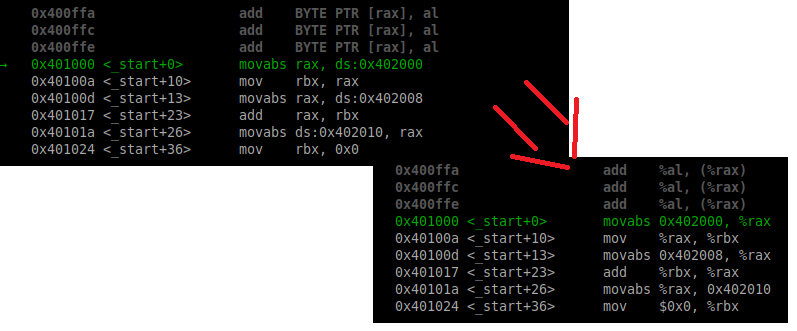 0x400ffa add BYTE PTR [rax], al
0x400ffc add BYTE PTR [rax], al
0x400ffe add BYTE PTR [rax], al
→ 0x401000 <_start+0> movabs rax, ds:0x402000
0x40100a <_start+10> mov rbx, rax
0x40100d <_start+13> movabs rax, ds:0x402008
0x401017 <_start+23> add rax, rbx
0x40101a <_start+26> movabs ds:0x402010, rax
0x401024 <_start+36> mov rbx, 0x0
0x400ffa add %al, (%rax)
0x400ffc add %al, (%rax)
0x400ffe add %al, (%rax)
0x401000 <_start+0> movabs 0x402000, %rax
0x40100a <_start+10> mov %rax, %rbx
0x40100d <_start+13> movabs 0x402008, %rax
0x401017 <_start+23> add %rbx, %rax
0x40101a <_start+26> movabs %rax, 0x402010
0x401024 <_start+36> mov $0x0, %rbx